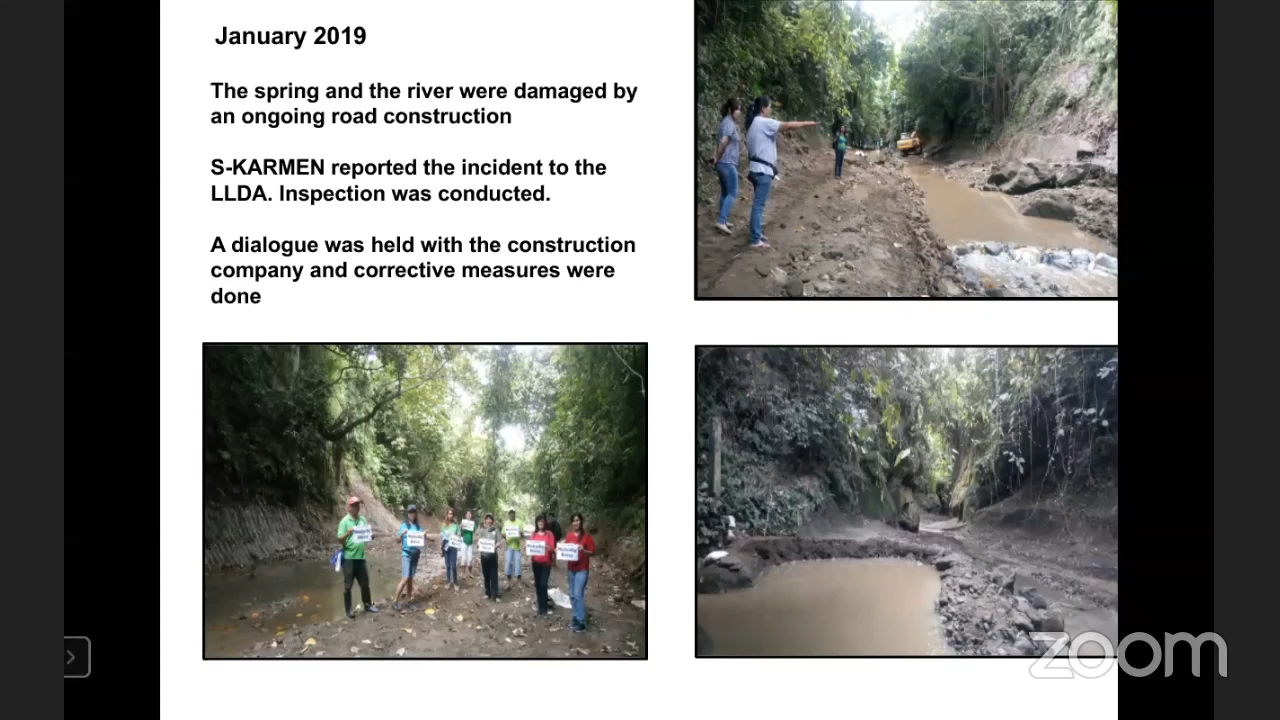 January 2019
The spring and the river were damaged by
an ongoing road construction
S-KARMEN reported the incident to the
LLDA. Inspection was conducted.
A dialogue was held with the construction
company and corrective measures were
done
zoom